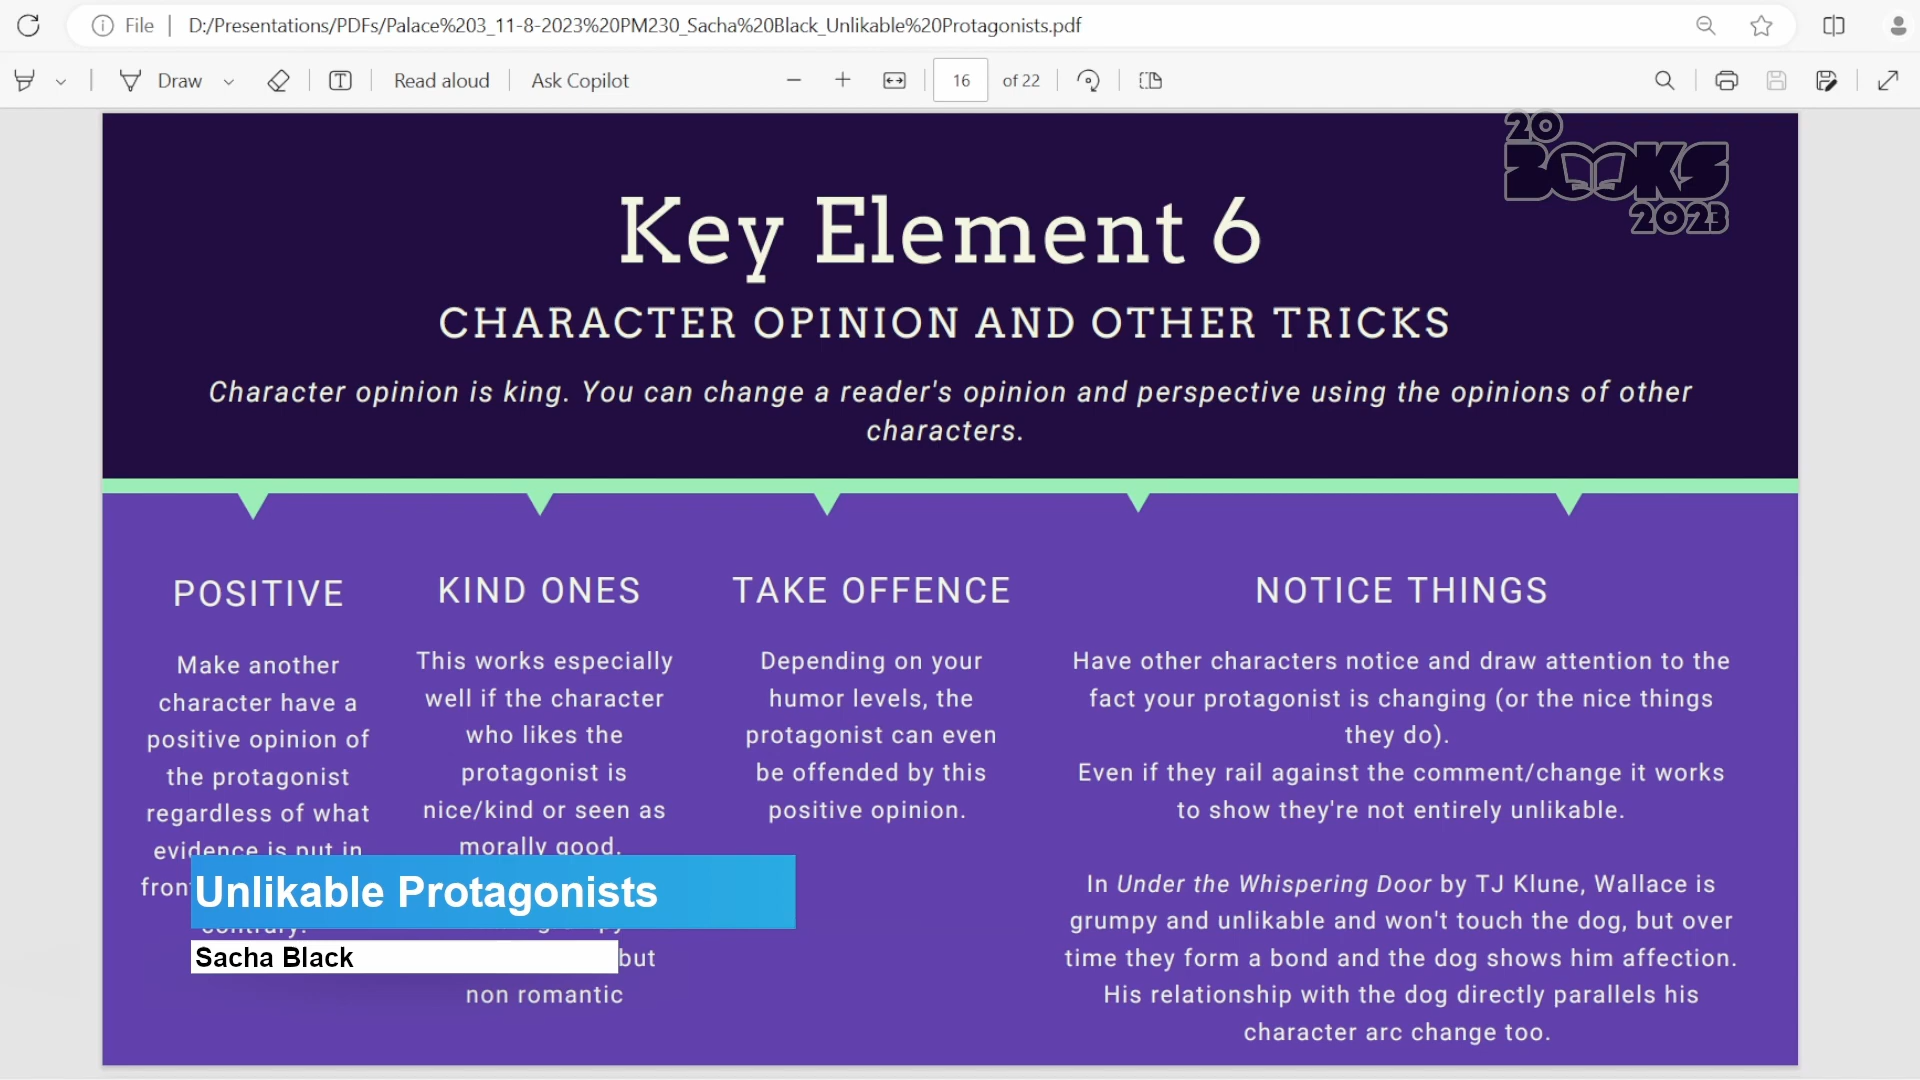 File | D:/Presentations/PDFs/Palace%203_11-8-2023%20PM230_Sacha%20Black_Unlikable%20Protagonists.pdf
Draw Read aloud Ask Copilot 16 of 22
20
BOOKS
2023
Key Element 6
CHARACTER OPINION AND OTHER TRICKS
Character opinion is king. You can change a reader's opinion and perspective using the opinions of other
characters.
POSITIVE
Make another
character have a
positive opinion of
the protagonist
regardless of what
evidence is put in
contrary.
KIND ONES
This works especially
well if the character
who likes the
protagonist is
nice/kind or seen as
morally good.
but
non romantic
TAKE OFFENCE
Depending on your
humor levels, the
protagonist can even
be offended by this
positive opinion.
NOTICE THINGS
Have other characters notice and draw attention to the
fact your protagonist is changing (or the nice things
they do).
Even if they rail against the comment/change it works
to show they're not entirely unlikable.
In Under the Whispering Door by TJ Klune, Wallace is
grumpy and unlikable and won't touch the dog, but over
time they form a bond and the dog shows him affection.
His relationship with the dog directly parallels his
character arc change too.
Unlikable Protagonists
Sacha Black